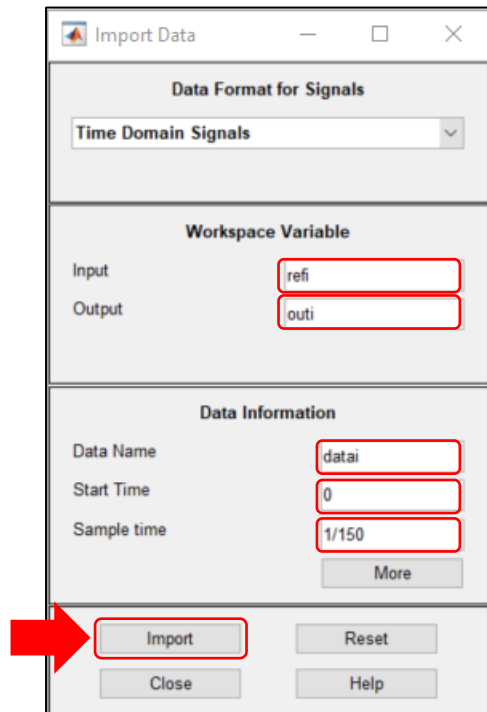 Import Data
Data Format for Signals
Time Domain Signals
Workspace Variable
Input refi
Output outi
Data Information
Data Name datai
Start Time 0
Sample time 1/150
More
Import Reset
Close Help